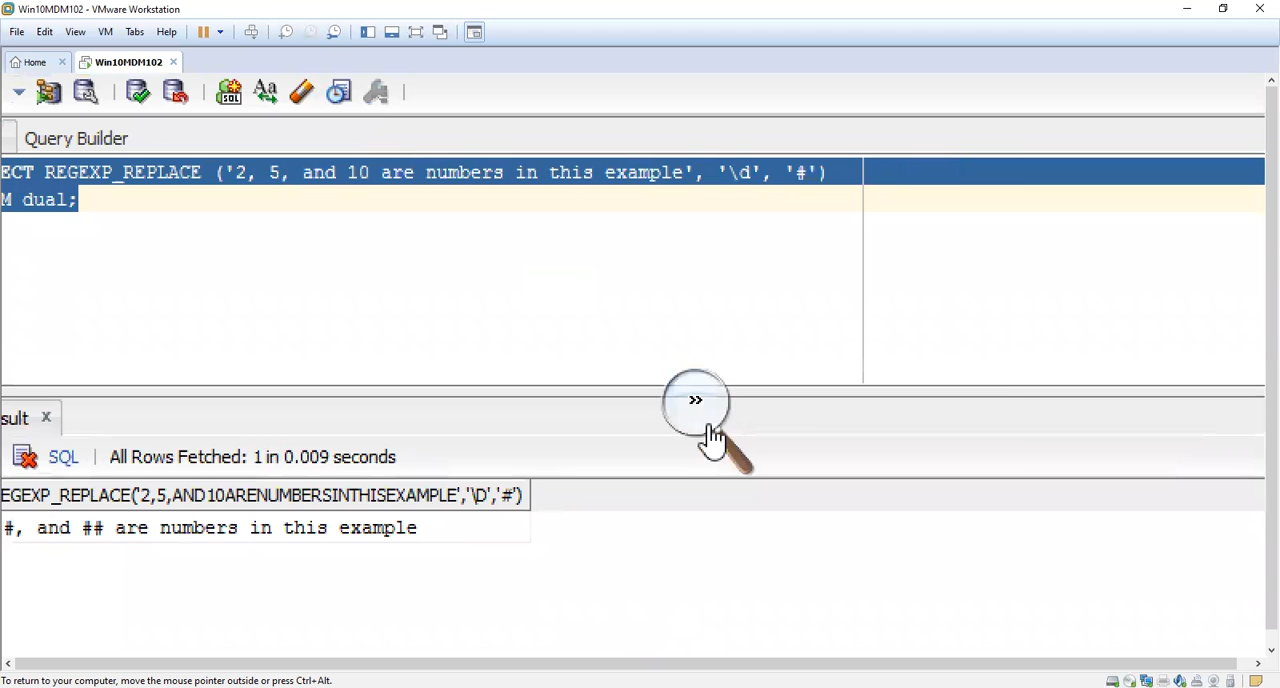 Win10MDM102 - VMware Workstation
File Edit View VM Tabs Help
Home Win10MDM102
SQL Aa
Query Builder
ECT REGEXP_REPLACE ('2, 5, and 10 are numbers in this example', '\d', '#')
M dual;
»
sult x
SQL | All Rows Fetched: 1 in 0.009 seconds
EGEXP_REPLACE('2,5,AND10ARENUMBERSINTHISEXAMPLE','\D','#')
#, and ## are numbers in this example
To return to your computer, move the mouse pointer outside or press Ctrl+Alt.